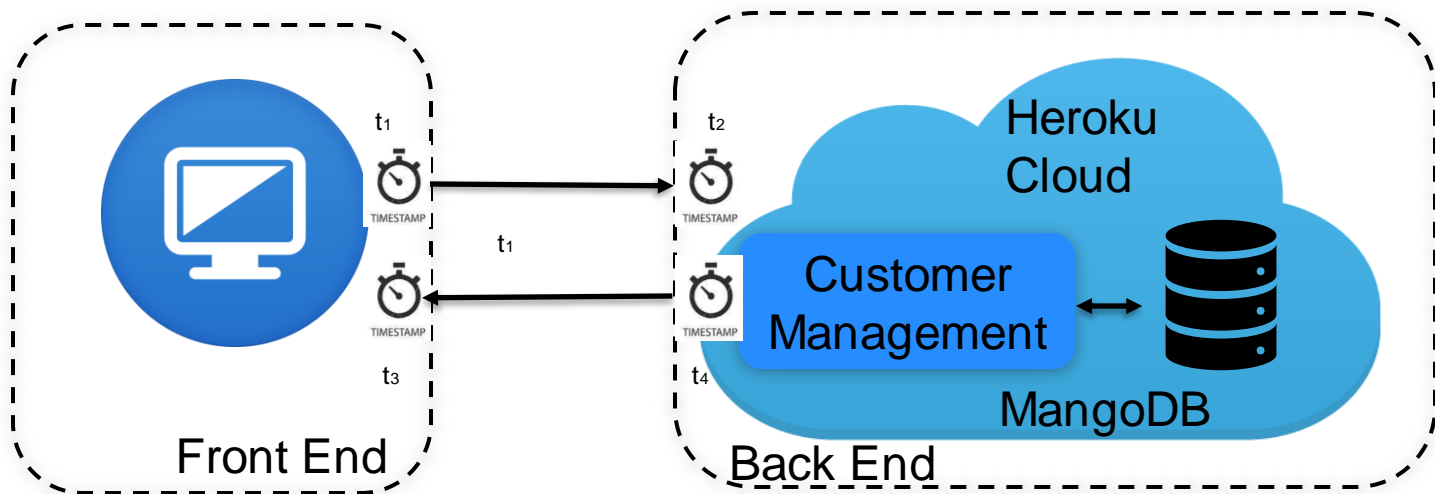 t₁
TIMESTAMP
t₂
TIMESTAMP
t₁
TIMESTAMP
t₃
TIMESTAMP
t₄
Front End
Heroku
Cloud
Customer
Management
MangoDB
Back End